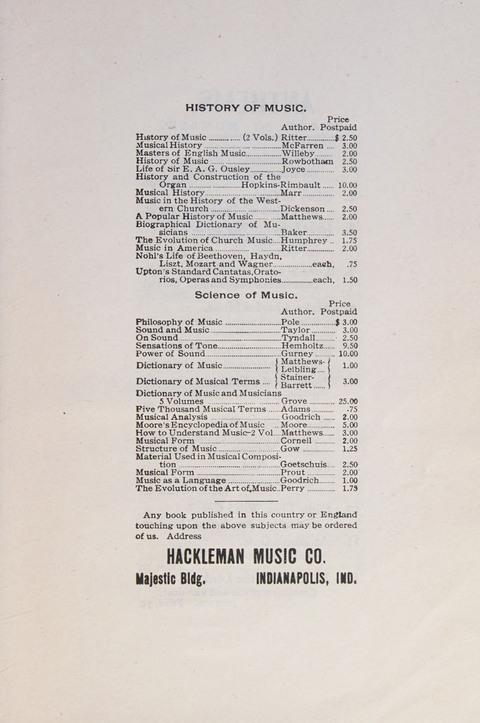 HISTORY OF MUSIC.
Price
Author. Postpaid
History of Music ........... (2 Vols.) Ritter .......... $ 2.50
Musical History .......... McFarren .... 3.00
Masters of English Music .......... Willeby ...... 2.00
History of Music .......... Rowbotham 2.50
Life of Sir E. A. G. Ousley .......... Joyce .......... 3.00
History and Construction of the
Organ .......... Hopkins-Rimbault ..... 10.00
Musical History .......... Marr .......... 2.00
Music in the History of the West-
ern Church .......... Dickenson .... 2.50
A Popular History of Music .......... Matthews ..... 2.00
Biographical Dictionary of Mu-
sicians .......... Baker .......... 3.50
The Evolution of Church Music .. Humphrey .. 1.75
Music in America .......... Ritter .......... 2.00
Nohl's Life of Beethoven, Haydn,
Liszt, Mozart and Wagner .......... each, .75
Upton's Standard Cantatas, Orato-
rios, Operas and Symphonies .......... each, 1.50
Science of Music.
Price
Author. Postpaid
Philosophy of Music .......... Pole .......... $ 3.00
Sound and Music .......... Taylor .......... 3.00
On Sound .......... Tyndall .......... 2.50
Sensations of Tone .......... Hemholtz ..... 9.50
Power of Sound .......... Gurney ....... 10.00
Dictionary of Music .......... { Matthews- Leibling .... } 1.00
Dictionary of Musical Terms .... { Stainer- Barrett ..... } 3.00
Dictionary of Music and Musicians
5 Volumes .......... Grove .......... 25.00
Five Thousand Musical Terms ..... Adams .......... .75
Musical Analysis .......... Goodrich ..... 2.00
Moore's Encyclopedia of Music ... Moore .......... 5.00
How to Understand Music—2 Vol ... Matthews ..... 3.00
Musical Form .......... Cornell ....... 2.00
Structure of Music .......... Gow .......... 1.25
Material Used in Musical Composi-
tion .......... Goetschuis ... 2.50
Musical Form .......... Prout .......... 2.00
Music as a Language .......... Goodrich ..... 1.00
The Evolution of the Art of Music .. Perry .......... 1.75
Any book published in this country or England
touching upon the above subjects may be ordered
of us. Address
HACKLEMAN MUSIC CO.
Majestic Bldg. INDIANAPOLIS, IND.